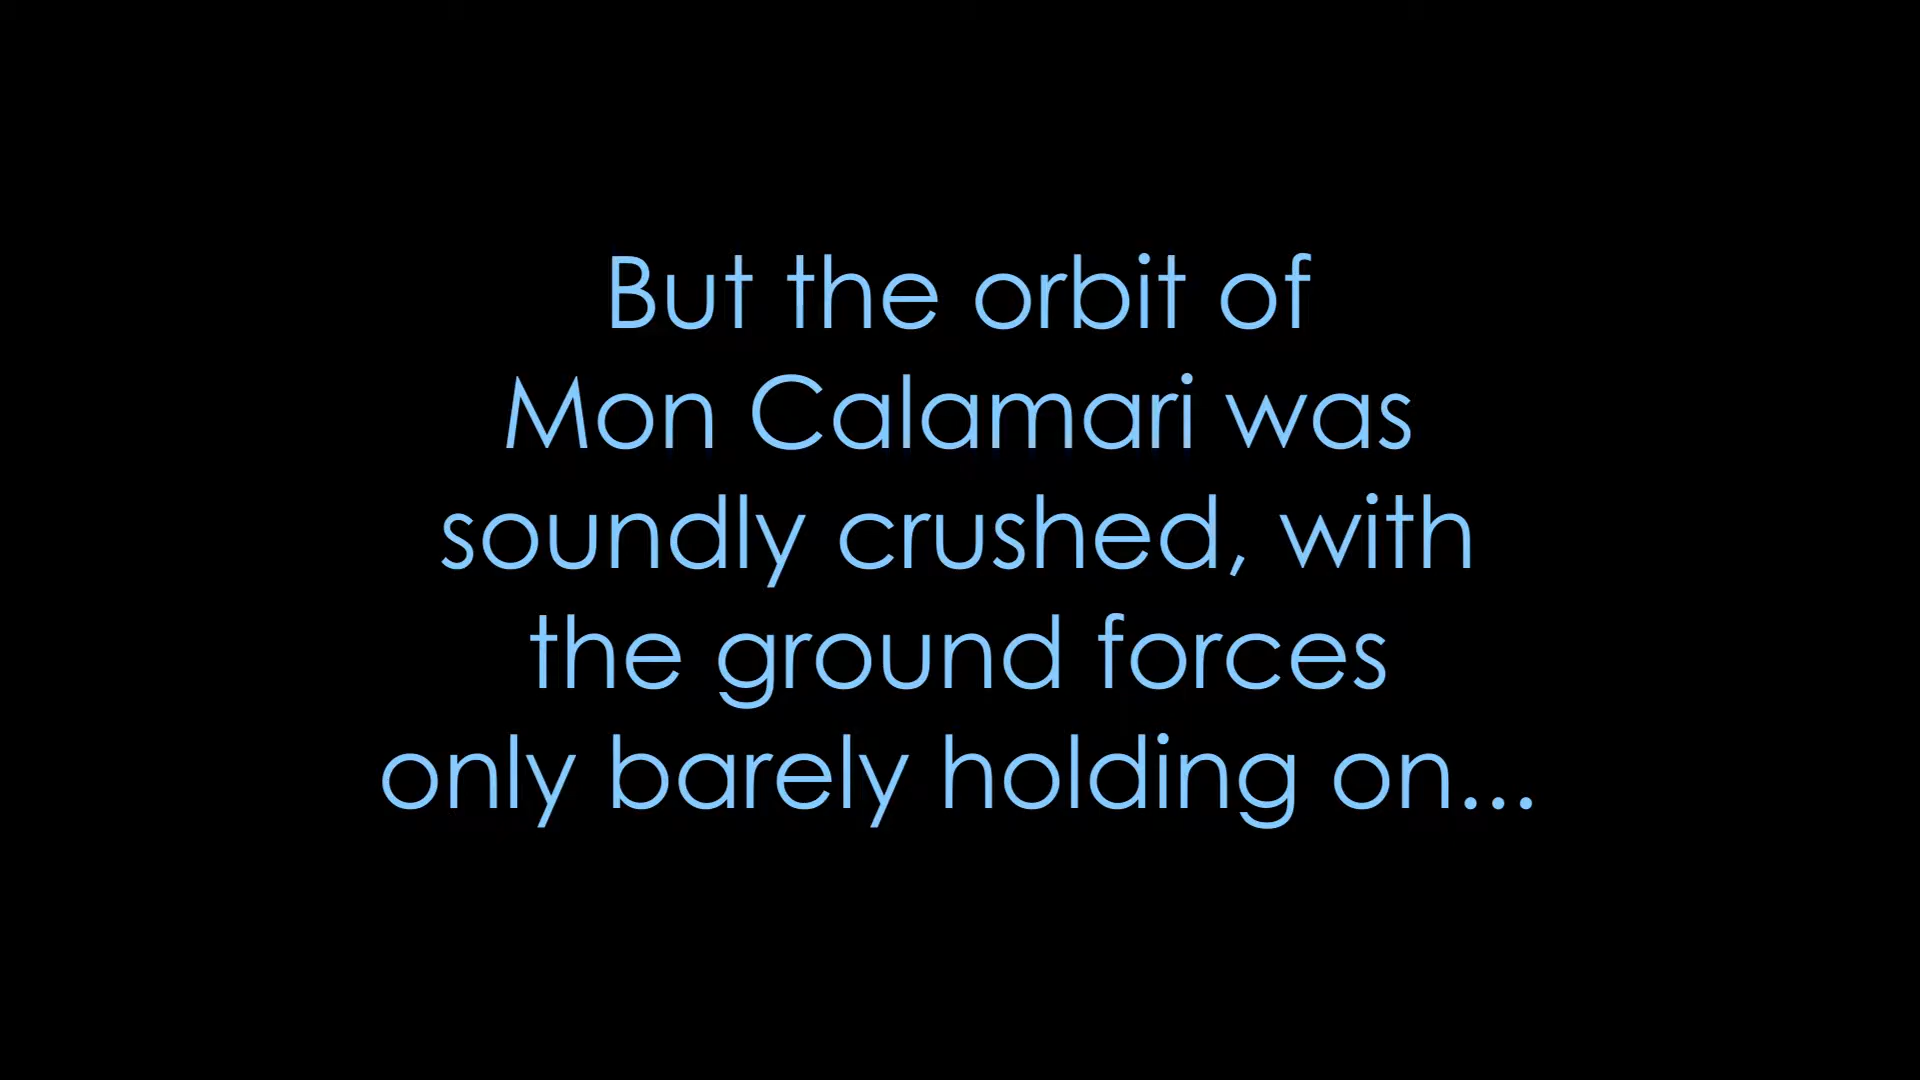 But the orbit of
Mon Calamari was
soundly crushed, with
the ground forces
only barely holding on...